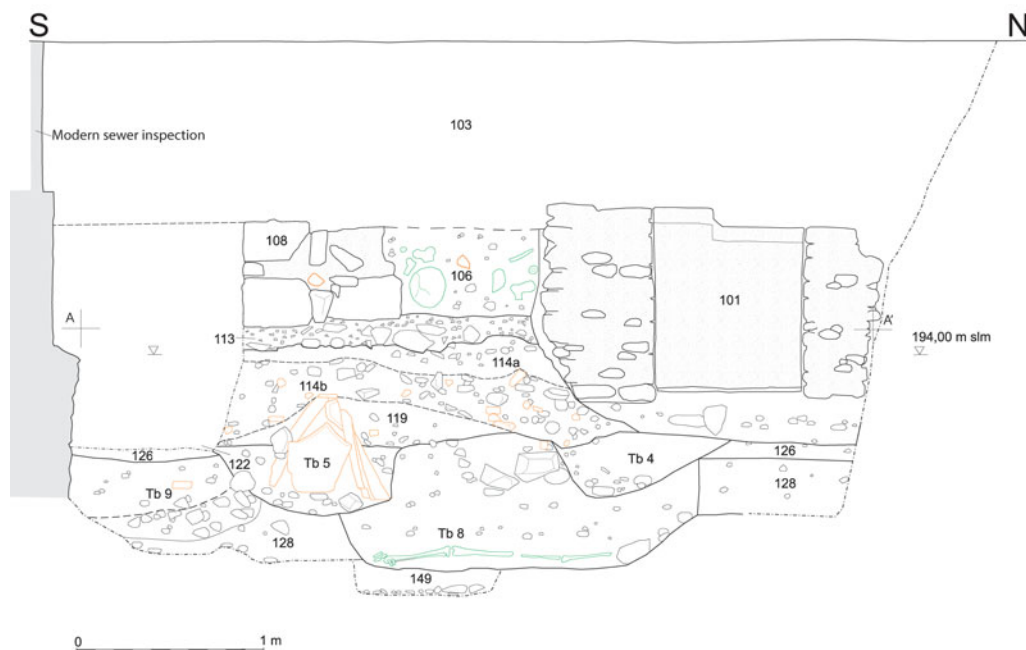 S N
Modern sewer inspection
103
108
106
101
A A'
113
194,00 m slm
114a
114b
119
126 122 Tb 5 Tb 4 126
Tb 9 128
Tb 8
128
149
0 1 m